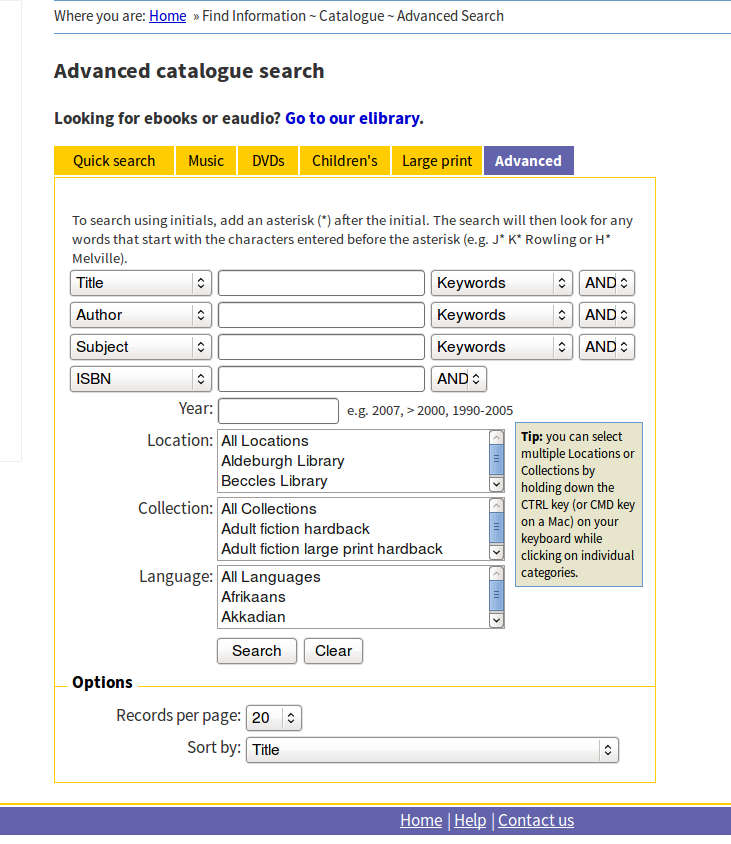 Where you are: Home » Find Information ~ Catalogue ~ Advanced Search
Advanced catalogue search
Looking for ebooks or eaudio? Go to our elibrary.
Quick search Music DVDs Children's Large print Advanced
To search using initials, add an asterisk (*) after the initial. The search will then look for any
words that start with the characters entered before the asterisk (e.g. J* K* Rowling or H*
Melville).
Title Keywords AND
Author Keywords AND
Subject Keywords AND
ISBN AND
Year: e.g. 2007, > 2000, 1990-2005
Location: All Locations
Aldeburgh Library
Beccles Library
Tip: you can select
multiple Locations or
Collections by
holding down the
CTRL key (or CMD key
on a Mac) on your
keyboard while
clicking on individual
categories.
Collection: All Collections
Adult fiction hardback
Adult fiction large print hardback
Language: All Languages
Afrikaans
Akkadian
Search Clear
Options
Records per page: 20
Sort by: Title
Home | Help | Contact us